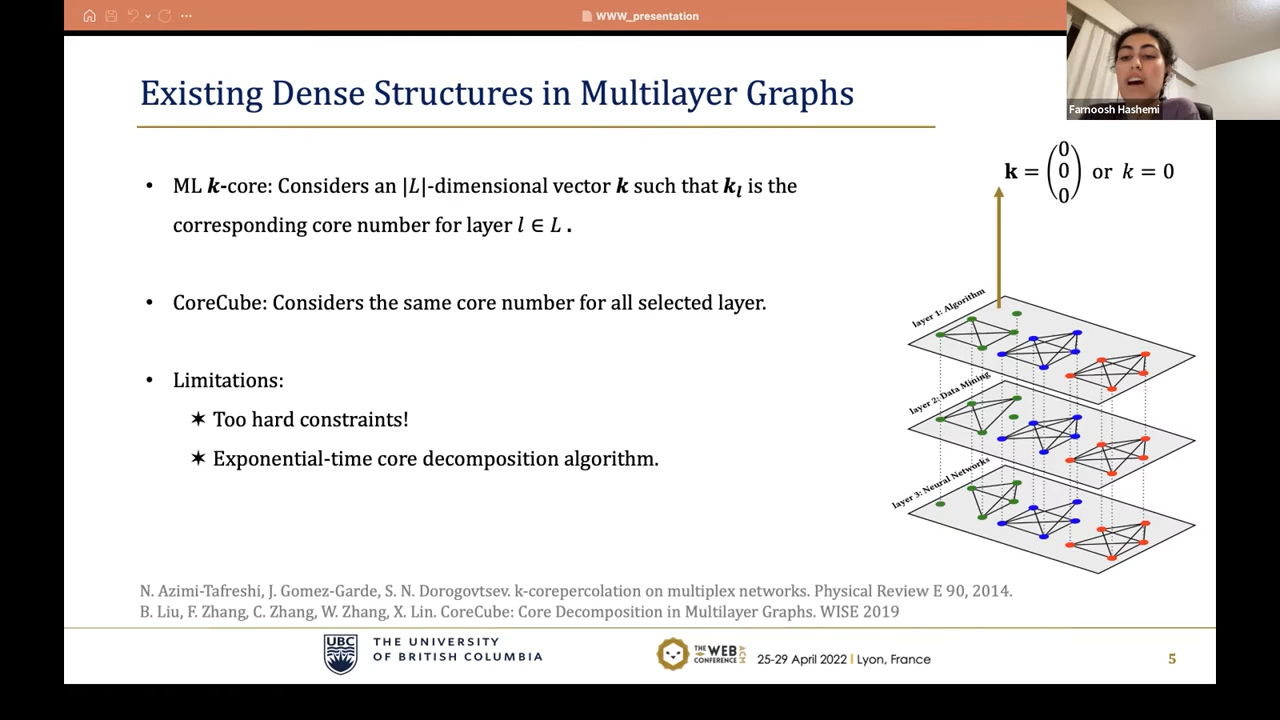 WWW_presentation
Farnoosh Hashemi
Existing Dense Structures in Multilayer Graphs
• ML k-core: Considers an |L|-dimensional vector k such that k_l is the
corresponding core number for layer l ∈ L .
• CoreCube: Considers the same core number for all selected layer.
• Limitations:
✶ Too hard constraints!
✶ Exponential-time core decomposition algorithm.
k = (0 0 0) or k = 0
layer 1: Algorithm
layer 2: Data Mining
layer 3: Neural Networks
N. Azimi-Tafreshi, J. Gomez-Garde, S. N. Dorogovtsev. k-corepercolation on multiplex networks. Physical Review E 90, 2014.
B. Liu, F. Zhang, C. Zhang, W. Zhang, X. Lin. CoreCube: Core Decomposition in Multilayer Graphs. WISE 2019
UBC
THE UNIVERSITY
OF BRITISH COLUMBIA
THE WEB
CONFERENCE
ACM
25-29 April 2022 | Lyon, France
5